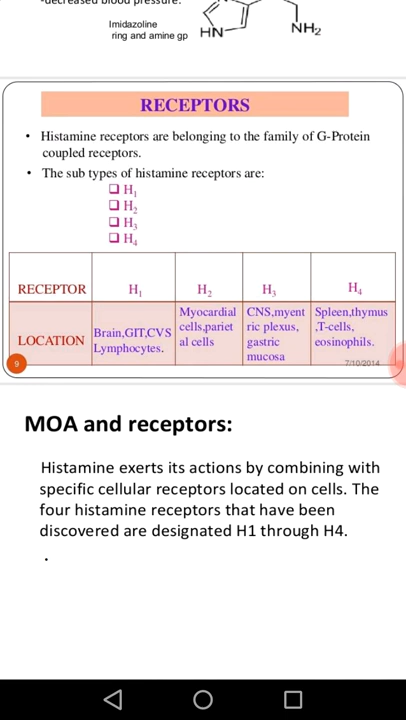 -decreased blood pressure.
Imidazoline
ring and amine gp
HN
NH₂
RECEPTORS
• Histamine receptors are belonging to the family of G-Protein
coupled receptors.
• The sub types of histamine receptors are:
❑ H₁
❑ H₂
❑ H₃
❑ H₄
RECEPTOR H₁ H₂ H₃ H₄
LOCATION
Brain,GIT,CVS
Lymphocytes.
Myocardial
cells,pariet
al cells
CNS,myent
ric plexus,
gastric
mucosa
Spleen,thymus
,T-cells,
eosinophils.
9
7/10/2014
MOA and receptors:
Histamine exerts its actions by combining with
specific cellular receptors located on cells. The
four histamine receptors that have been
discovered are designated H1 through H4.
.